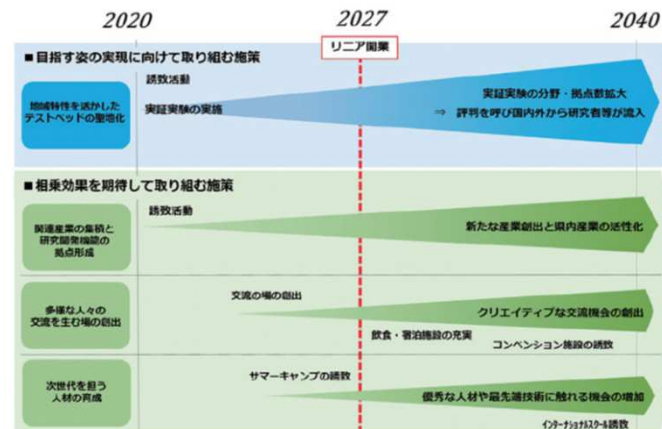 2020
2027
2040
リニア開業
■目指す姿の実現に向けて取り組む施策
誘致活動
地域特性を活かした
テストベッドの聖地化
実証実験の実施
実証実験の分野・拠点数拡大
⇒ 評判を呼び国内外から研究者等が流入
■相乗効果を期待して取り組む施策
誘致活動
関連産業の集積と
研究開発機能の
拠点形成
新たな産業創出と県内産業の活性化
交流の場の創出
多様な人々の
交流を生む場の創出
クリエイティブな交流機会の創出
飲食・宿泊施設の充実
コンベンション施設の誘致
サマーキャンプの誘致
次世代を担う
人材の育成
優秀な人材や最先端技術に触れる機会の増加
インターナショナルスクール誘致